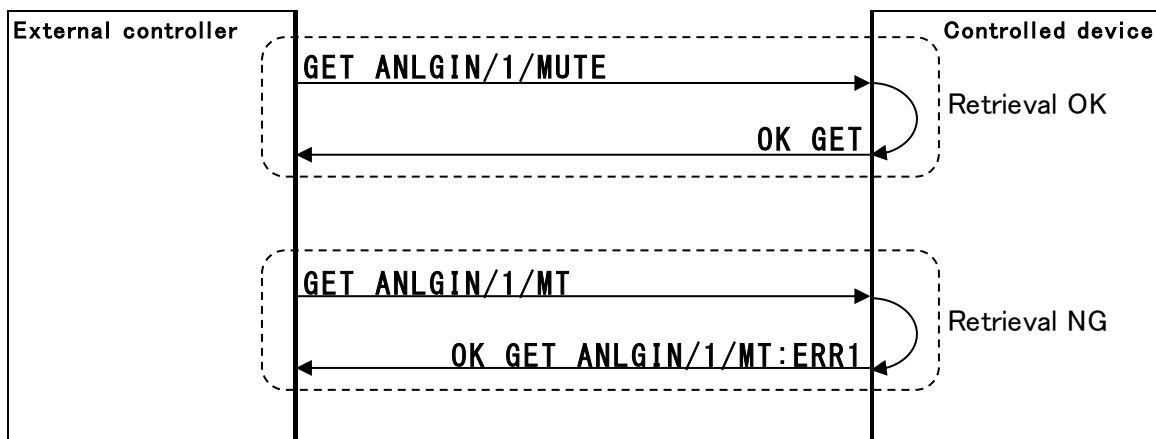 External controller
Controlled device
GET ANLGIN/1/MUTE
Retrieval OK
OK GET
GET ANLGIN/1/MT
Retrieval NG
OK GET ANLGIN/1/MT:ERR1